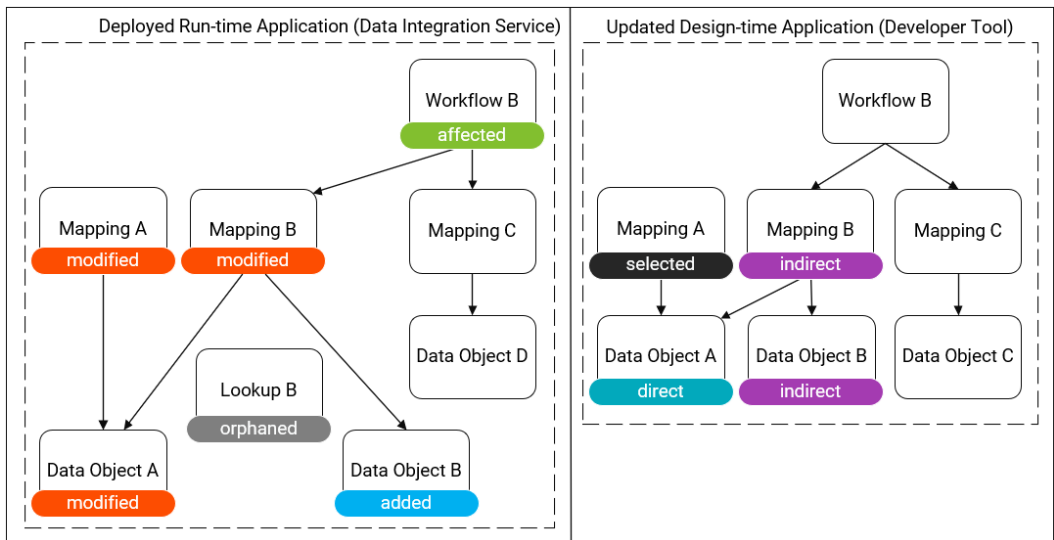 Deployed Run-time Application (Data Integration Service)
Workflow B
affected
Mapping A
modified
Mapping B
modified
Mapping C
Data Object D
Lookup B
orphaned
Data Object A
modified
Data Object B
added
Updated Design-time Application (Developer Tool)
Workflow B
Mapping A
selected
Mapping B
indirect
Mapping C
Data Object A
direct
Data Object B
indirect
Data Object C